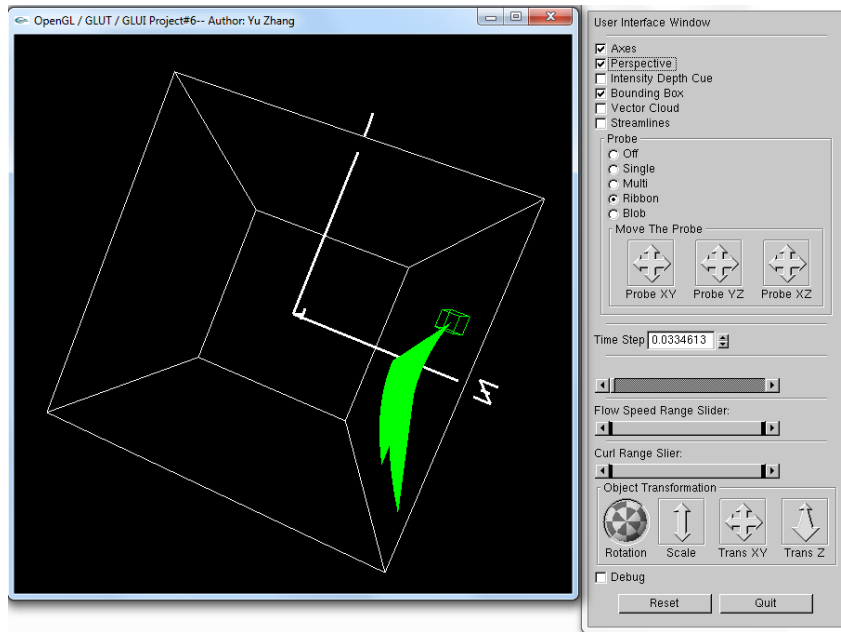 OpenGL / GLUT / GLUI Project#6-- Author: Yu Zhang
User Interface Window
Axes
Perspective
Intensity Depth Cue
Bounding Box
Vector Cloud
Streamlines
Probe
Off
Single
Multi
Ribbon
Blob
Move The Probe
Probe XY Probe YZ Probe XZ
Time Step 0.0334613
Flow Speed Range Slider:
Curl Range Slier:
Object Transformation
Rotation Scale Trans XY Trans Z
Debug
Reset Quit